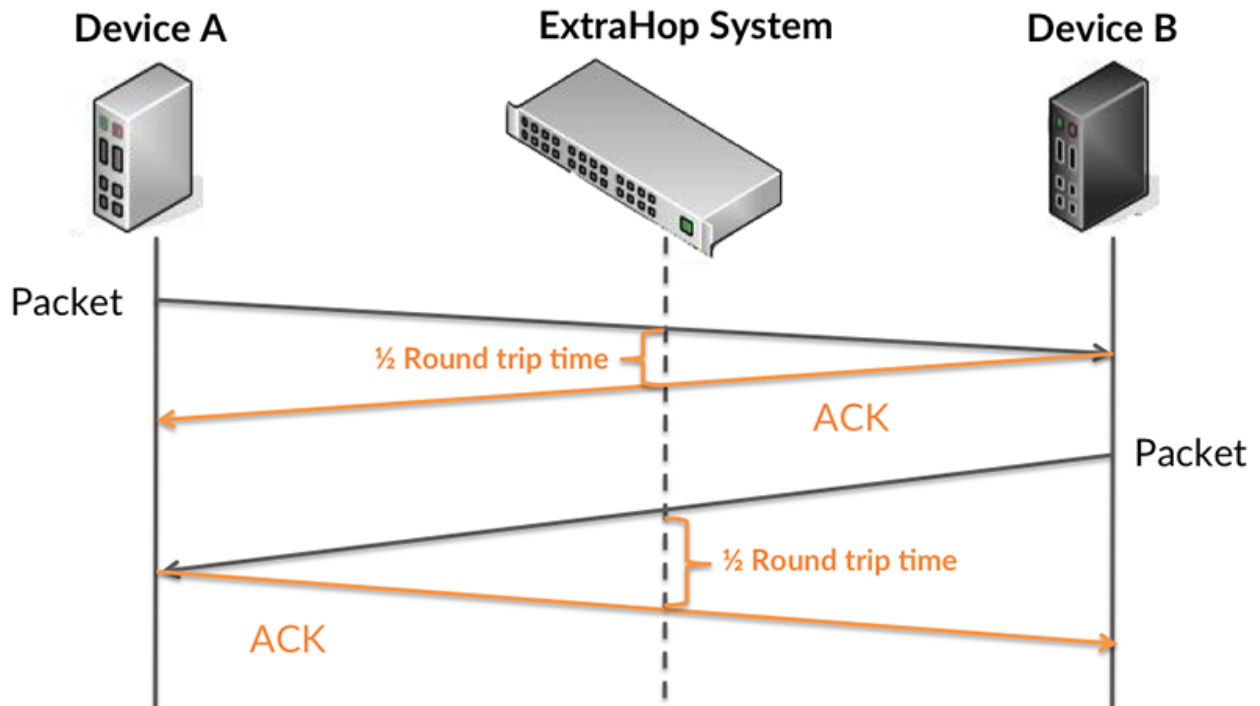 Device A
ExtraHop System
Device B
Packet
½ Round trip time
ACK
Packet
½ Round trip time
ACK